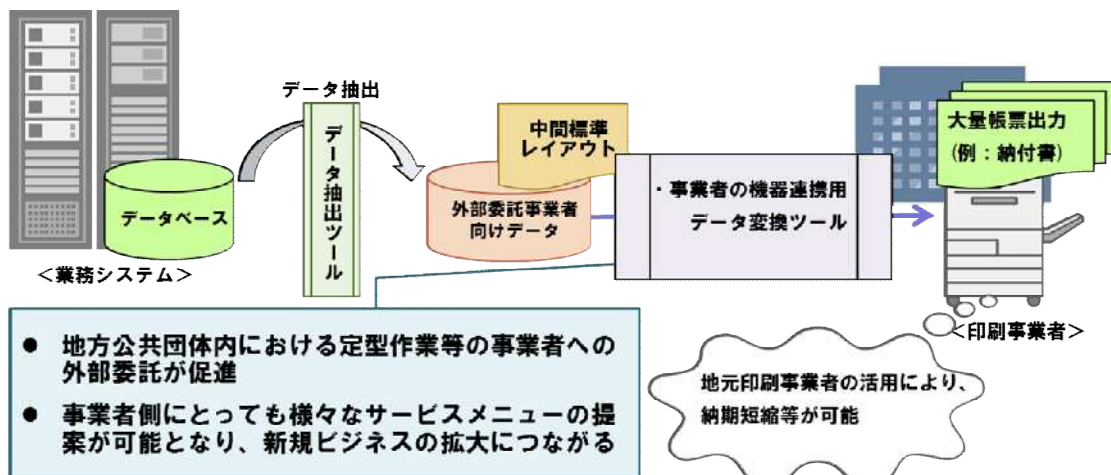 データ抽出
データ抽出ツール
データベース
<業務システム>
中間標準
レイアウト
外部委託事業者
向けデータ
・事業者の機器連携用
データ変換ツール
大量帳票出力
(例：納付書)
<印刷事業者>
● 地方公共団体内における定型作業等の事業者への
外部委託が促進
● 事業者側にとっても様々なサービスメニューの提
案が可能となり、新規ビジネスの拡大につながる
地元印刷事業者の活用により、
納期短縮等が可能